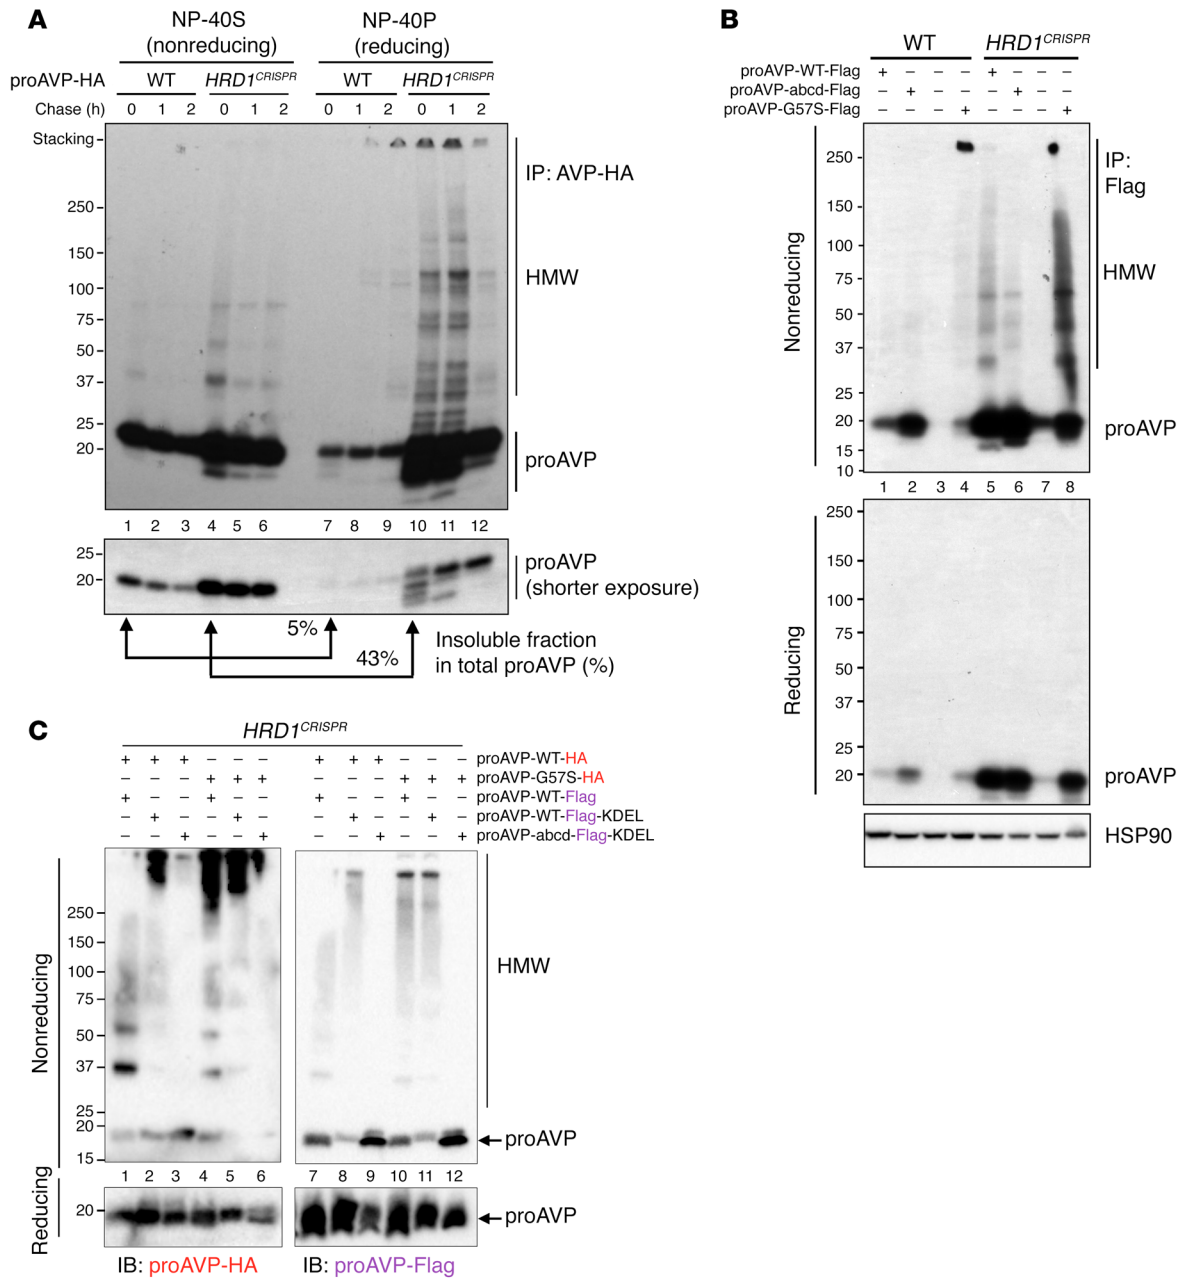 A
NP-40S
(nonreducing)
NP-40P
(reducing)
proAVP-HA
WT
HRD1CRISPR
WT
HRD1CRISPR
Chase (h)
0 1 2 0 1 2 0 1 2 0 1 2
Stacking
250
150
100
75
50
37
25
20
IP: AVP-HA
HMW
proAVP
1 2 3 4 5 6 7 8 9 10 11 12
25
20
proAVP
(shorter exposure)
5%
43%
Insoluble fraction
in total proAVP (%)
B
WT
HRD1CRISPR
proAVP-WT-Flag + – – – + – – –
proAVP-abcd-Flag – + – – – + – –
proAVP-G57S-Flag – – – + – – – +
Nonreducing
250
150
100
75
50
37
25
20
15
10
IP:
Flag
HMW
proAVP
1 2 3 4 5 6 7 8
Reducing
250
150
100
75
50
37
25
20
proAVP
HSP90
C
HRD1CRISPR
+ + + – – – + + + – – – proAVP-WT-HA
– – – + + + – – – + + + proAVP-G57S-HA
+ – – + – – + – – + – – proAVP-WT-Flag
– + – – + – – + – – + – proAVP-WT-Flag-KDEL
– – + – – + – – + – – + proAVP-abcd-Flag-KDEL
Nonreducing
250
150
100
75
50
37
25
20
15
HMW
proAVP
1 2 3 4 5 6 7 8 9 10 11 12
Reducing
20
proAVP
IB: proAVP-HA
IB: proAVP-Flag